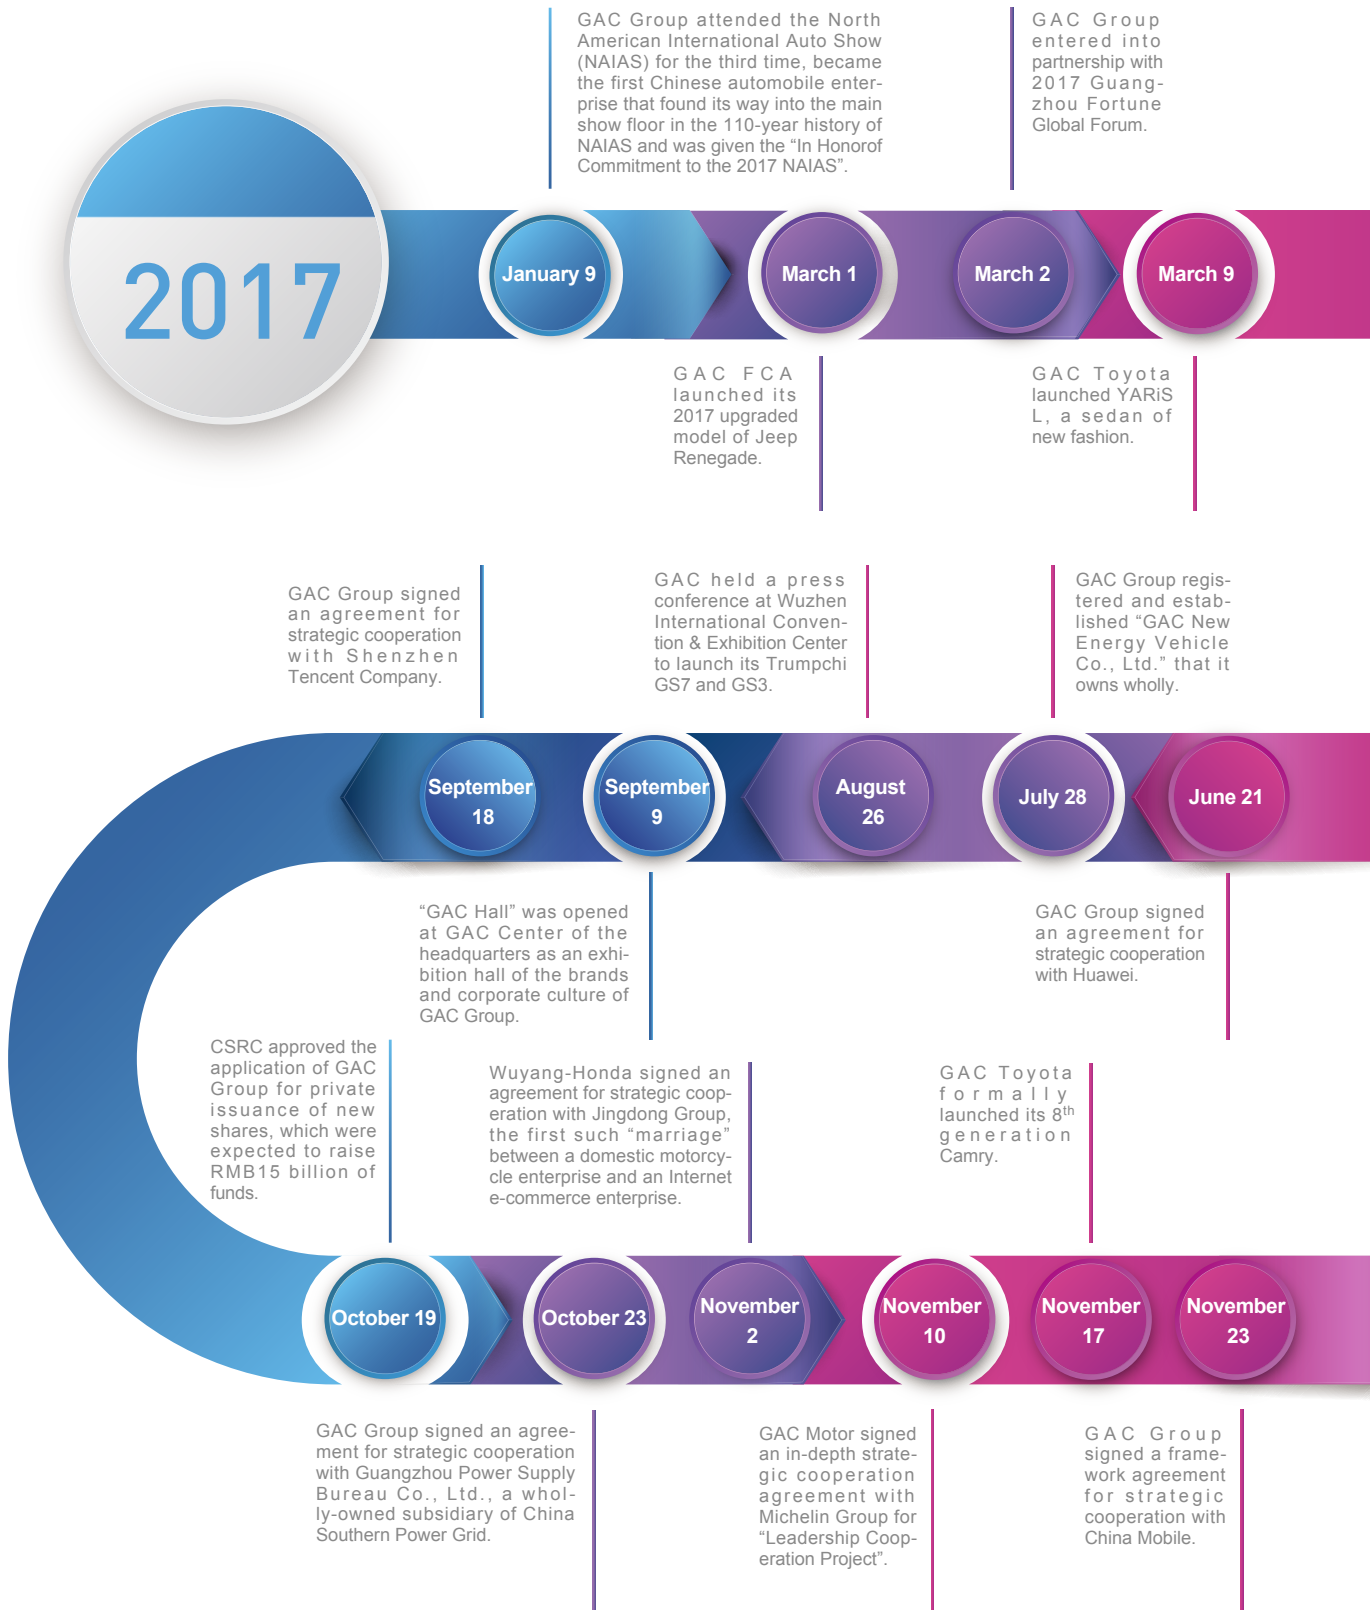 GAC Group attended the North
American International Auto Show
(NAIAS) for the third time, became
the first Chinese automobile enter-
prise that found its way into the main
show floor in the 110-year history of
NAIAS and was given the “In Honorof
Commitment to the 2017 NAIAS”.
GAC Group
entered into
partnership with
2017 Guang-
zhou Fortune
Global Forum.
2017
January 9
March 1
March 2
March 9
GAC FCA
launched its
2017 upgraded
model of Jeep
Renegade.
GAC Toyota
launched YARiS
L, a sedan of
new fashion.
GAC Group signed
an agreement for
strategic cooperation
with Shenzhen
Tencent Company.
GAC held a press
conference at Wuzhen
International Conven-
tion & Exhibition Center
to launch its Trumpchi
GS7 and GS3.
GAC Group regis-
tered and estab-
lished “GAC New
Energy Vehicle
Co., Ltd.” that it
owns wholly.
September
18
September
9
August
26
July 28
June 21
“GAC Hall” was opened
at GAC Center of the
headquarters as an exhi-
bition hall of the brands
and corporate culture of
GAC Group.
GAC Group signed
an agreement for
strategic cooperation
with Huawei.
CSRC approved the
application of GAC
Group for private
issuance of new
shares, which were
expected to raise
RMB15 billion of
funds.
Wuyang-Honda signed an
agreement for strategic coop-
eration with Jingdong Group,
the first such “marriage”
between a domestic motorcy-
cle enterprise and an Internet
e-commerce enterprise.
GAC Toyota
formally
launched its 8th
generation
Camry.
October 19
October 23
November
2
November
10
November
17
November
23
GAC Group signed an agree-
ment for strategic cooperation
with Guangzhou Power Supply
Bureau Co., Ltd., a whol-
ly-owned subsidiary of China
Southern Power Grid.
GAC Motor signed
an in-depth strate-
gic cooperation
agreement with
Michelin Group for
“Leadership Coop-
eration Project”.
GAC Group
signed a frame-
work agreement
for strategic
cooperation with
China Mobile.